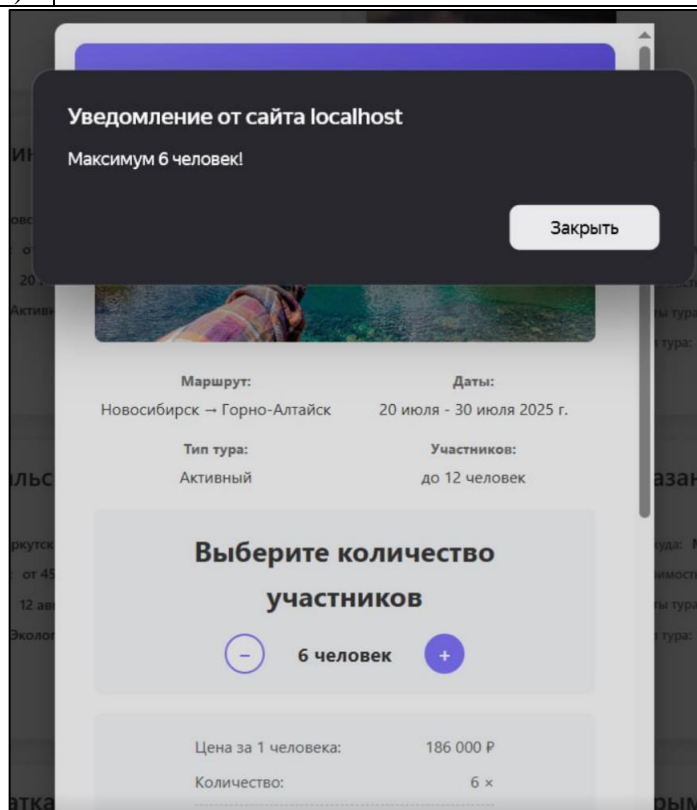 Уведомление от сайта localhost
Максимум 6 человек!
Закрыть
Маршрут:
Новосибирск → Горно-Алтайск
Даты:
20 июля - 30 июля 2025 г.
Тип тура:
Активный
Участников:
до 12 человек
Выберите количество
участников
− 6 человек +
Цена за 1 человека: 186 000 ₽
Количество: 6 ×